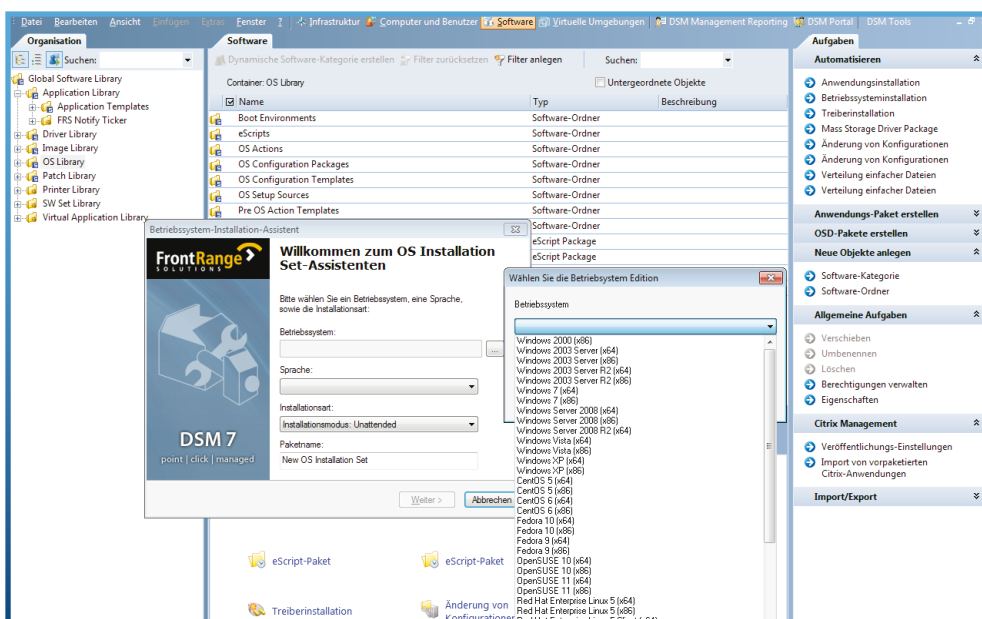 Datei Bearbeiten Ansicht Einfügen Extras Fenster ? Infrastruktur Computer und Benutzer Software Virtuelle Umgebungen DSM Management Reporting DSM Portal DSM Tools
Organisation
Suchen:
Global Software Library
Application Library
Application Templates
FRS Notify Ticker
Driver Library
Image Library
OS Library
Patch Library
Printer Library
SW Set Library
Virtual Application Library
Software
Dynamische Software-Kategorie erstellen Filter zurücksetzen Filter anlegen Suchen:
Container: OS Library Untergeordnete Objekte
Name Typ Beschreibung
Boot Environments Software-Ordner
eScripts Software-Ordner
OS Actions Software-Ordner
OS Configuration Packages Software-Ordner
OS Configuration Templates Software-Ordner
OS Setup Sources Software-Ordner
Pre OS Action Templates Software-Ordner
Software-Ordner
eScript Package
eScript Package
Betriebssystem-Installation-Assistent
FrontRange
SOLUTIONS
DSM 7
point | click | managed
Willkommen zum OS Installation
Set-Assistenten
Bitte wählen Sie ein Betriebssystem, eine Sprache,
sowie die Installationsart:
Betriebssystem:
...
Sprache:
Installationsart:
Installationsmodus: Unattended
Paketname:
New OS Installation Set
Weiter > Abbrechen
Wählen Sie die Betriebsystem Edition
Betriebssystem
Windows 2000 (x86)
Windows 2003 Server (x64)
Windows 2003 Server (x86)
Windows 2003 Server R2 (x64)
Windows 2003 Server R2 (x86)
Windows 7 (x64)
Windows 7 (x86)
Windows Server 2008 (x64)
Windows Server 2008 (x86)
Windows Server 2008 R2 (x64)
Windows Vista (x64)
Windows Vista (x86)
Windows XP (x64)
Windows XP (x86)
CentOS 5 (x64)
CentOS 5 (x86)
CentOS 6 (x64)
CentOS 6 (x86)
Fedora 10 (x64)
Fedora 10 (x86)
Fedora 9 (x64)
Fedora 9 (x86)
OpenSUSE 10 (x64)
OpenSUSE 10 (x86)
OpenSUSE 11 (x64)
OpenSUSE 11 (x86)
Red Hat Enterprise Linux 5 (x64)
Red Hat Enterprise Linux 5 (x86)
eScript-Paket eScript-Paket
Treiberinstallation Änderung von
Konfigurationen
Aufgaben
Automatisieren
Anwendungsinstallation
Betriebssysteminstallation
Treiberinstallation
Mass Storage Driver Package
Änderung von Konfigurationen
Änderung von Konfigurationen
Verteilung einfacher Dateien
Verteilung einfacher Dateien
Anwendungs-Paket erstellen
OSD-Pakete erstellen
Neue Objekte anlegen
Software-Kategorie
Software-Ordner
Allgemeine Aufgaben
Verschieben
Umbenennen
Löschen
Berechtigungen verwalten
Eigenschaften
Citrix Management
Veröffentlichungs-Einstellungen
Import von vorpaketierten
Citrix-Anwendungen
Import/Export